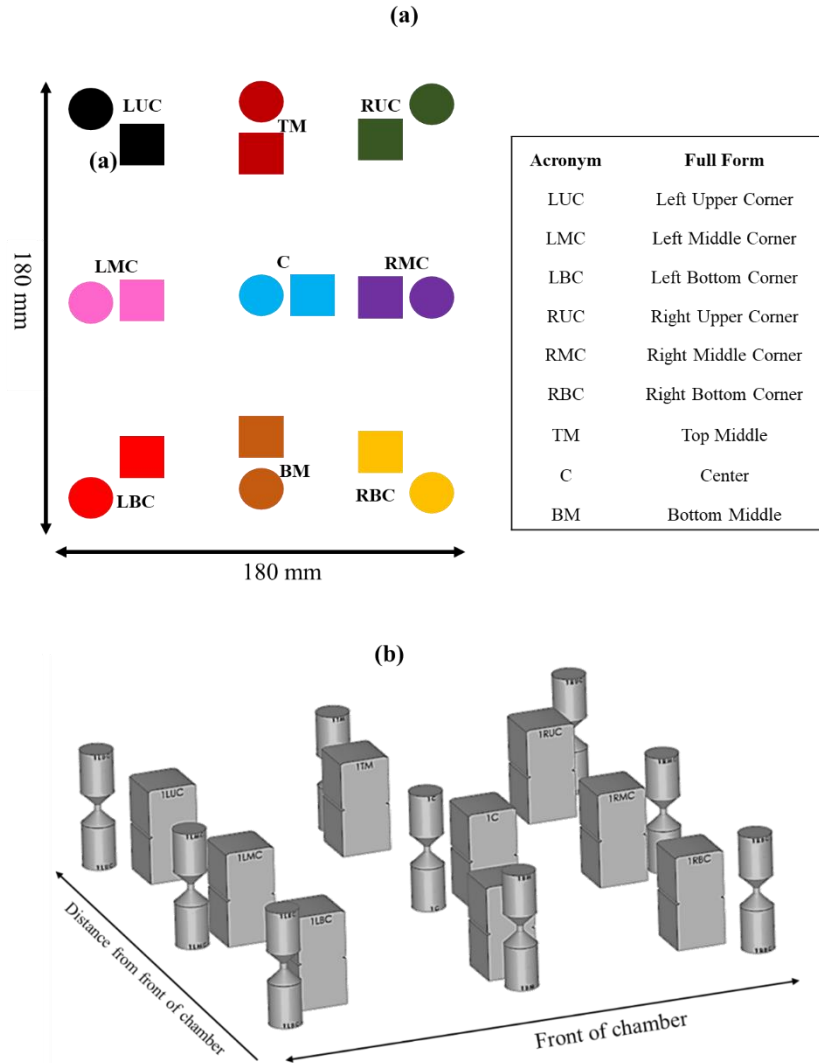 (a)
LUC
TM
RUC
(a)
LMC
C
RMC
LBC
BM
RBC
180 mm
180 mm
Acronym Full Form
LUC Left Upper Corner
LMC Left Middle Corner
LBC Left Bottom Corner
RUC Right Upper Corner
RMC Right Middle Corner
RBC Right Bottom Corner
TM Top Middle
C Center
BM Bottom Middle
(b)
1RUC
1TM
1LUC
1RMC
1C
1C
1LMC
1RBC
1LBC
1C
Distance from front of chamber
Front of chamber